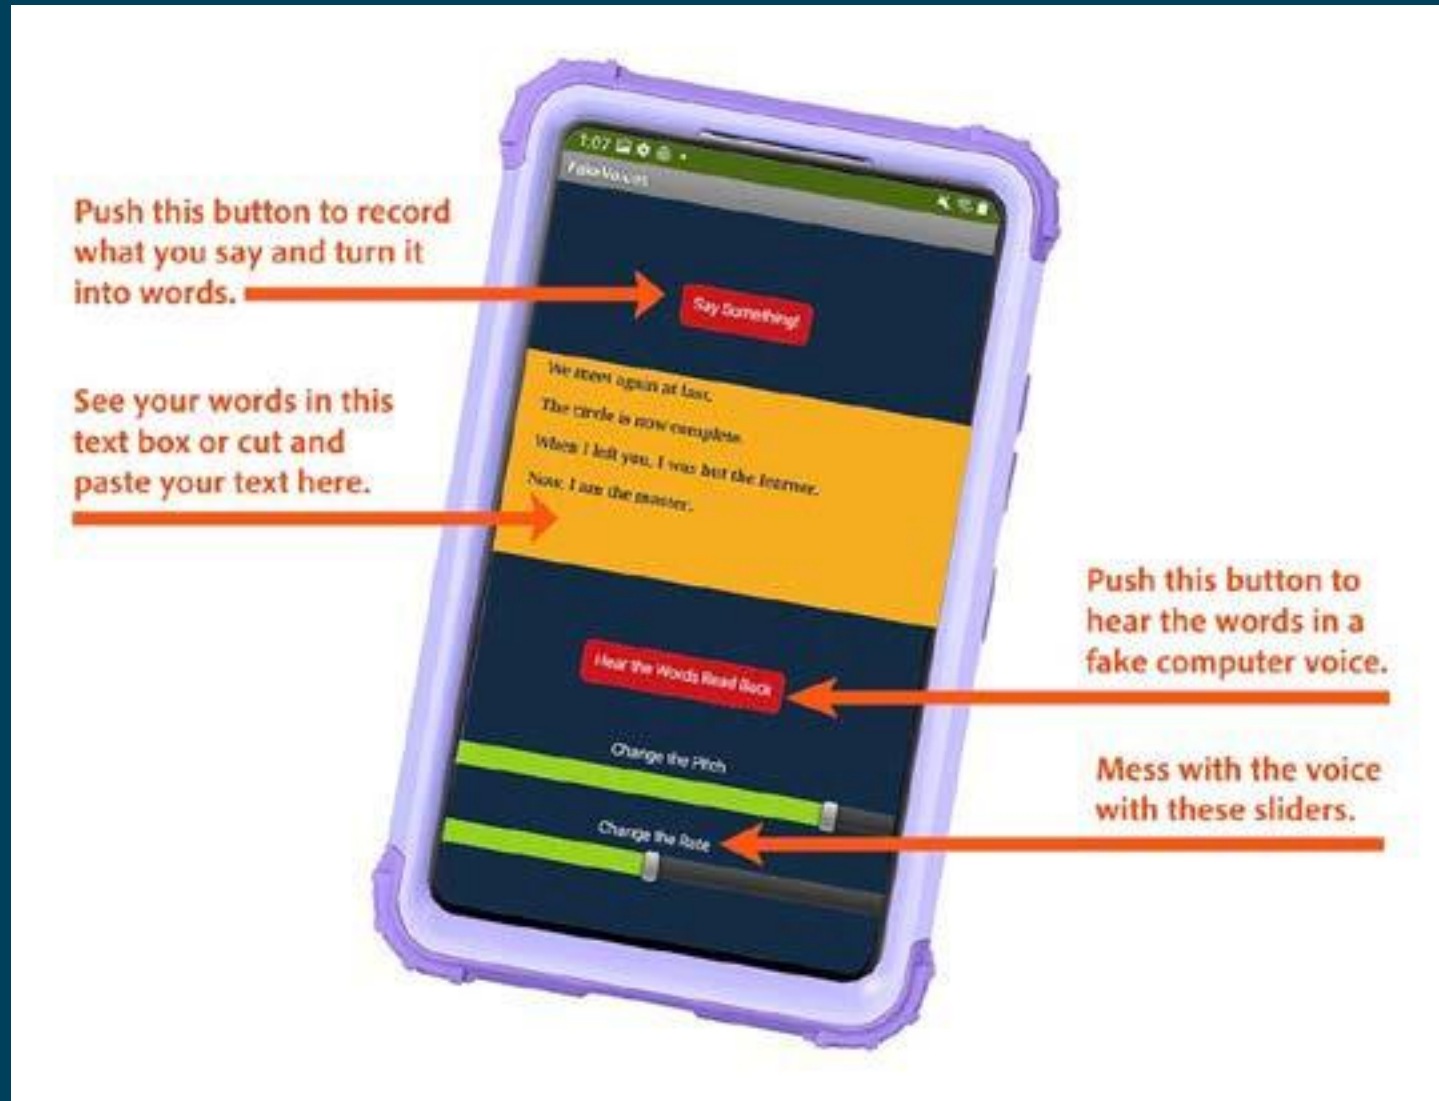 1:07
FakeVoices
Push this button to record
what you say and turn it
into words.
Say Something!
See your words in this
text box or cut and
paste your text here.
We meet again at last.
The circle is now complete.
When I left you, I was but the learner.
Now, I am the master.
Push this button to
hear the words in a
fake computer voice.
Hear the Words Read Back
Change the Pitch
Mess with the voice
with these sliders.
Change the Rate